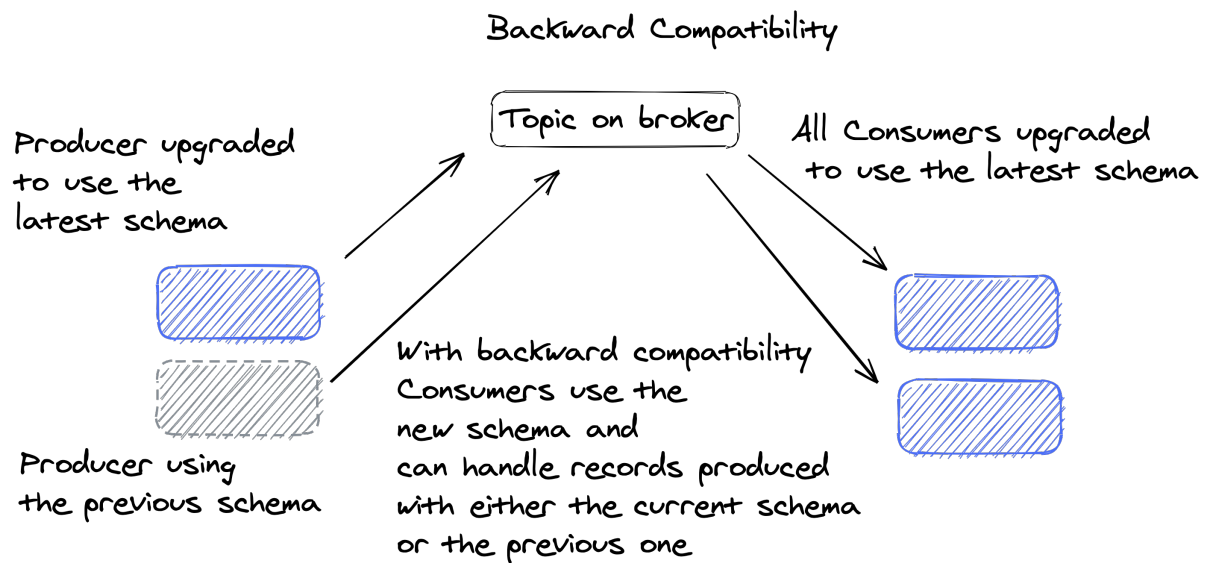 Backward Compatibility
Topic on broker
Producer upgraded
to use the
latest schema
All Consumers upgraded
to use the latest schema
With backward compatibility
Consumers use the
new schema and
can handle records produced
with either the current schema
or the previous one
Producer using
the previous schema